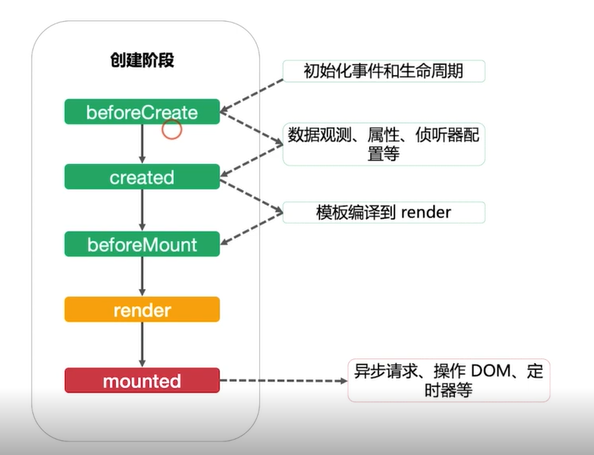 创建阶段
初始化事件和生命周期
beforeCreate
数据观测、属性、侦听器配
置等
created
模板编译到 render
beforeMount
render
异步请求、操作 DOM、定
时器等
mounted